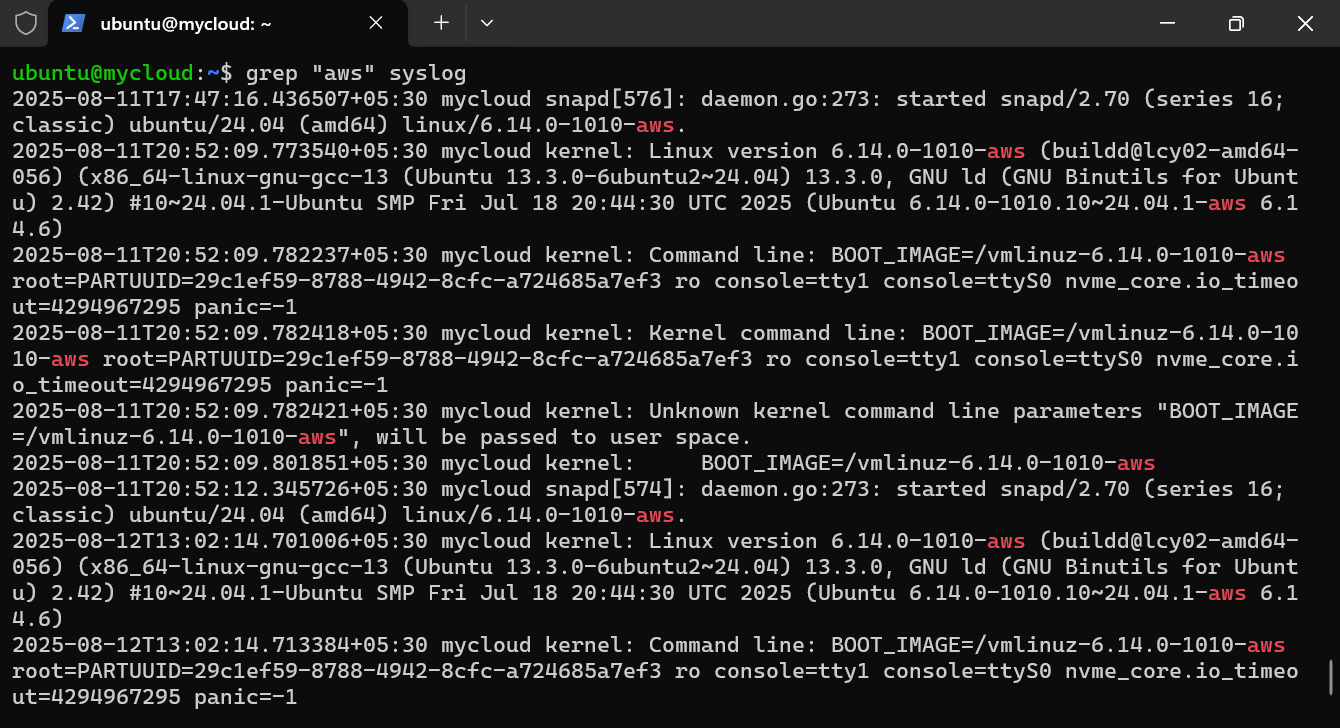 ubuntu@mycloud: ~
ubuntu@mycloud:~$ grep "aws" syslog
2025-08-11T17:47:16.436507+05:30 mycloud snapd[576]: daemon.go:273: started snapd/2.70 (series 16;
classic) ubuntu/24.04 (amd64) linux/6.14.0-1010-aws.
2025-08-11T20:52:09.773540+05:30 mycloud kernel: Linux version 6.14.0-1010-aws (buildd@lcy02-amd64-
056) (x86_64-linux-gnu-gcc-13 (Ubuntu 13.3.0-6ubuntu2~24.04) 13.3.0, GNU ld (GNU Binutils for Ubunt
u) 2.42) #10~24.04.1-Ubuntu SMP Fri Jul 18 20:44:30 UTC 2025 (Ubuntu 6.14.0-1010.10~24.04.1-aws 6.1
4.6)
2025-08-11T20:52:09.782237+05:30 mycloud kernel: Command line: BOOT_IMAGE=/vmlinuz-6.14.0-1010-aws
root=PARTUUID=29c1ef59-8788-4942-8cfc-a724685a7ef3 ro console=tty1 console=ttyS0 nvme_core.io_timeo
ut=4294967295 panic=-1
2025-08-11T20:52:09.782418+05:30 mycloud kernel: Kernel command line: BOOT_IMAGE=/vmlinuz-6.14.0-10
10-aws root=PARTUUID=29c1ef59-8788-4942-8cfc-a724685a7ef3 ro console=tty1 console=ttyS0 nvme_core.i
o_timeout=4294967295 panic=-1
2025-08-11T20:52:09.782421+05:30 mycloud kernel: Unknown kernel command line parameters "BOOT_IMAGE
=/vmlinuz-6.14.0-1010-aws", will be passed to user space.
2025-08-11T20:52:09.801851+05:30 mycloud kernel:     BOOT_IMAGE=/vmlinuz-6.14.0-1010-aws
2025-08-11T20:52:12.345726+05:30 mycloud snapd[574]: daemon.go:273: started snapd/2.70 (series 16;
classic) ubuntu/24.04 (amd64) linux/6.14.0-1010-aws.
2025-08-12T13:02:14.701006+05:30 mycloud kernel: Linux version 6.14.0-1010-aws (buildd@lcy02-amd64-
056) (x86_64-linux-gnu-gcc-13 (Ubuntu 13.3.0-6ubuntu2~24.04) 13.3.0, GNU ld (GNU Binutils for Ubunt
u) 2.42) #10~24.04.1-Ubuntu SMP Fri Jul 18 20:44:30 UTC 2025 (Ubuntu 6.14.0-1010.10~24.04.1-aws 6.1
4.6)
2025-08-12T13:02:14.713384+05:30 mycloud kernel: Command line: BOOT_IMAGE=/vmlinuz-6.14.0-1010-aws
root=PARTUUID=29c1ef59-8788-4942-8cfc-a724685a7ef3 ro console=tty1 console=ttyS0 nvme_core.io_timeo
ut=4294967295 panic=-1